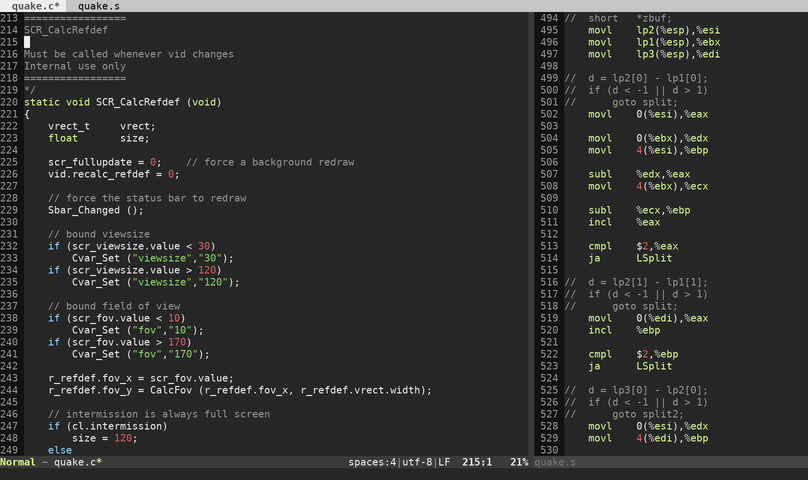 quake.c* quake.s
213 =================
214 SCR_CalcRefdef
215
216 Must be called whenever vid changes
217 Internal use only
218 =================
219 */
220 static void SCR_CalcRefdef (void)
221 {
222     vrect_t     vrect;
223     float       size;
224
225     scr_fullupdate = 0;    // force a background redraw
226     vid.recalc_refdef = 0;
227
228     // force the status bar to redraw
229     Sbar_Changed ();
230
231     // bound viewsize
232     if (scr_viewsize.value < 30)
233         Cvar_Set ("viewsize","30");
234     if (scr_viewsize.value > 120)
235         Cvar_Set ("viewsize","120");
236
237     // bound field of view
238     if (scr_fov.value < 10)
239         Cvar_Set ("fov","10");
240     if (scr_fov.value > 170)
241         Cvar_Set ("fov","170");
242
243     r_refdef.fov_x = scr_fov.value;
244     r_refdef.fov_y = CalcFov (r_refdef.fov_x, r_refdef.vrect.width);
245
246     // intermission is always full screen
247     if (cl.intermission)
248         size = 120;
249     else
Normal ~ quake.c* spaces:4|utf-8|LF 215:1 21%
494 //  short   *zbuf;
495     movl    lp2(%esp),%esi
496     movl    lp1(%esp),%ebx
497     movl    lp3(%esp),%edi
498
499 //  d = lp2[0] - lp1[0];
500 //  if (d < -1 || d > 1)
501 //      goto split;
502     movl    0(%esi),%eax
503
504     movl    0(%ebx),%edx
505     movl    4(%esi),%ebp
506
507     subl    %edx,%eax
508     movl    4(%ebx),%ecx
509
510     subl    %ecx,%ebp
511     incl    %eax
512
513     cmpl    $2,%eax
514     ja      LSplit
515
516 //  d = lp2[1] - lp1[1];
517 //  if (d < -1 || d > 1)
518 //      goto split;
519     movl    0(%edi),%eax
520     incl    %ebp
521
522     cmpl    $2,%ebp
523     ja      LSplit
524
525 //  d = lp3[0] - lp2[0];
526 //  if (d < -1 || d > 1)
527 //      goto split2;
528     movl    0(%esi),%edx
529     movl    4(%edi),%ebp
530
quake.s